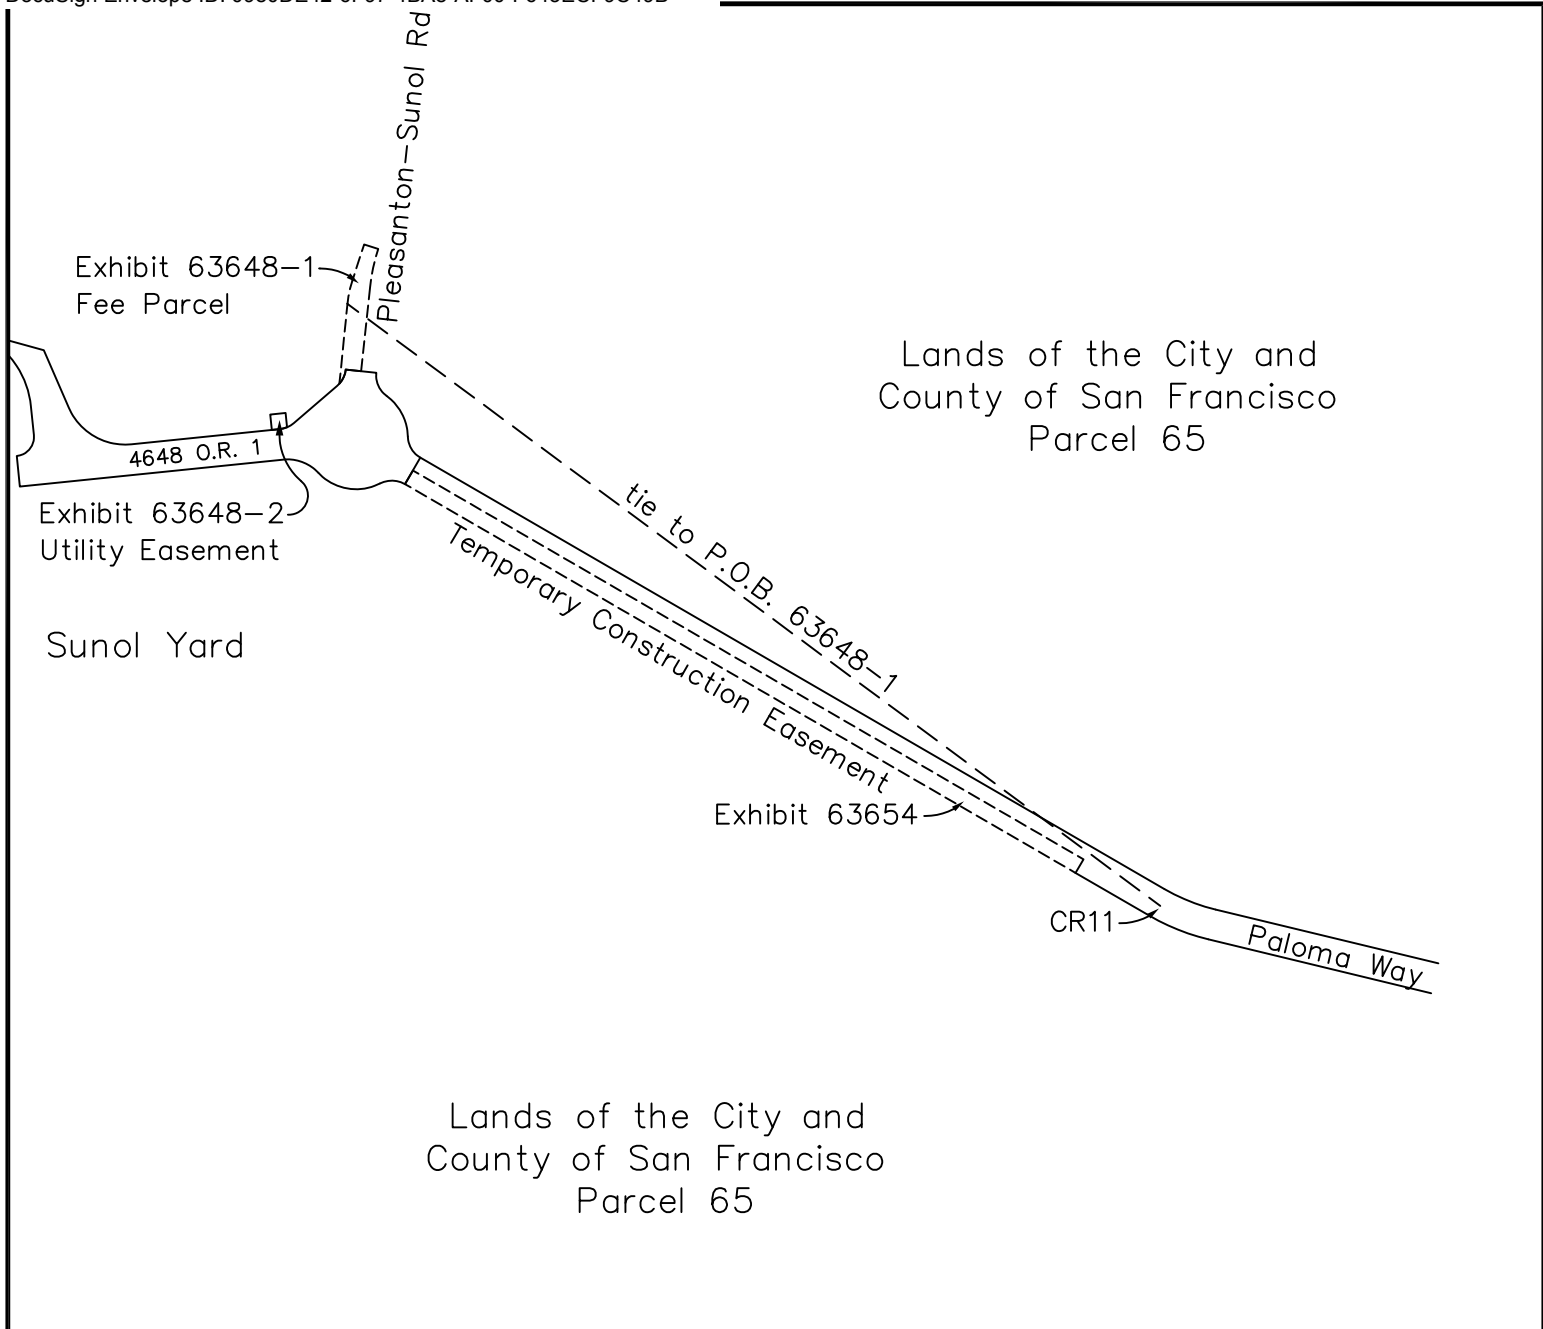 Pleasanton-Sunol Rd
Exhibit 63648-1
Fee Parcel
Lands of the City and
County of San Francisco
Parcel 65
4648 O.R. 1
Exhibit 63648-2
Utility Easement
tie to P.O.B. 63648-1
Temporary Construction Easement
Sunol Yard
Exhibit 63654
CR11
Paloma Way
Lands of the City and
County of San Francisco
Parcel 65